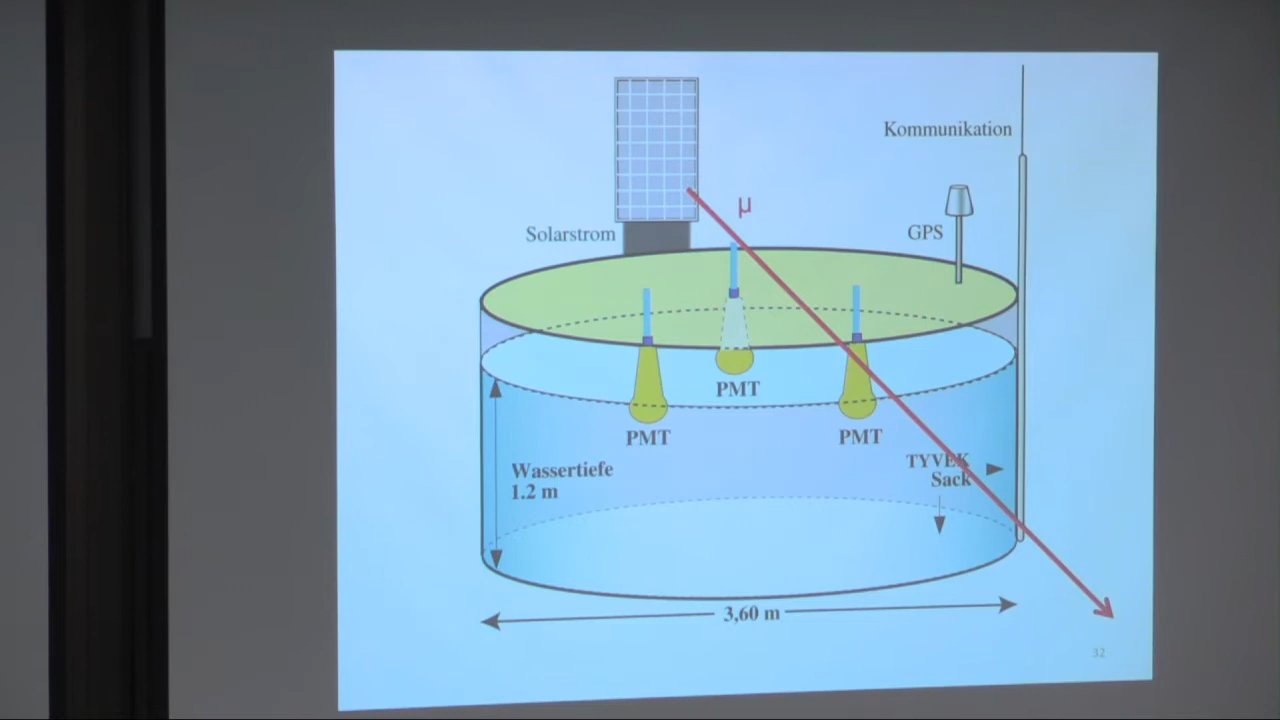 Kommunikation
μ
Solarstrom
GPS
PMT
PMT
PMT
TYVEK
Sack
Wassertiefe
1.2 m
3,60 m
32